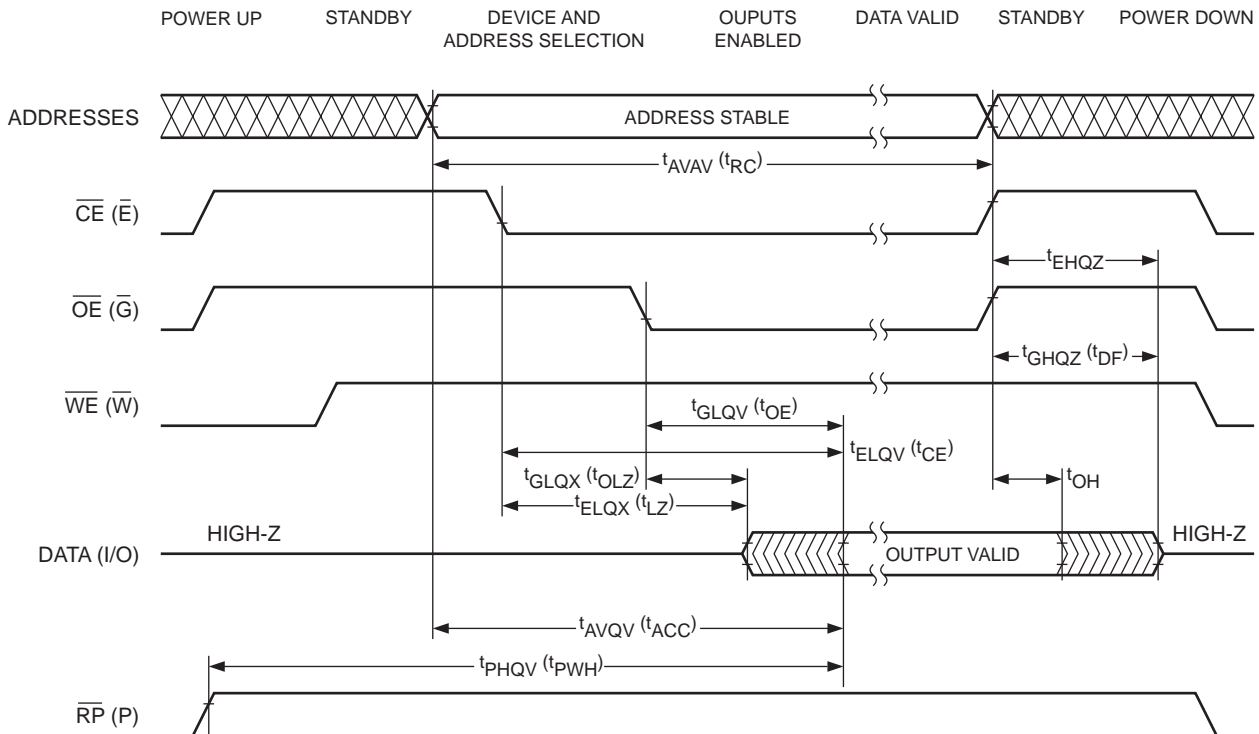 POWER UP STANDBY DEVICE AND ADDRESS SELECTION OUPUTS ENABLED DATA VALID STANDBY POWER DOWN
ADDRESSES
ADDRESS STABLE
tAVAV (tRC)
CE (E)
tEHQZ
OE (G)
tGHQZ (tDF)
WE (W)
tGLQV (tOE)
tELQV (tCE)
tGLQX (tOLZ)
tOH
tELQX (tLZ)
HIGH-Z
HIGH-Z
DATA (I/O)
OUTPUT VALID
tAVQV (tACC)
tPHQV (tPWH)
RP (P)